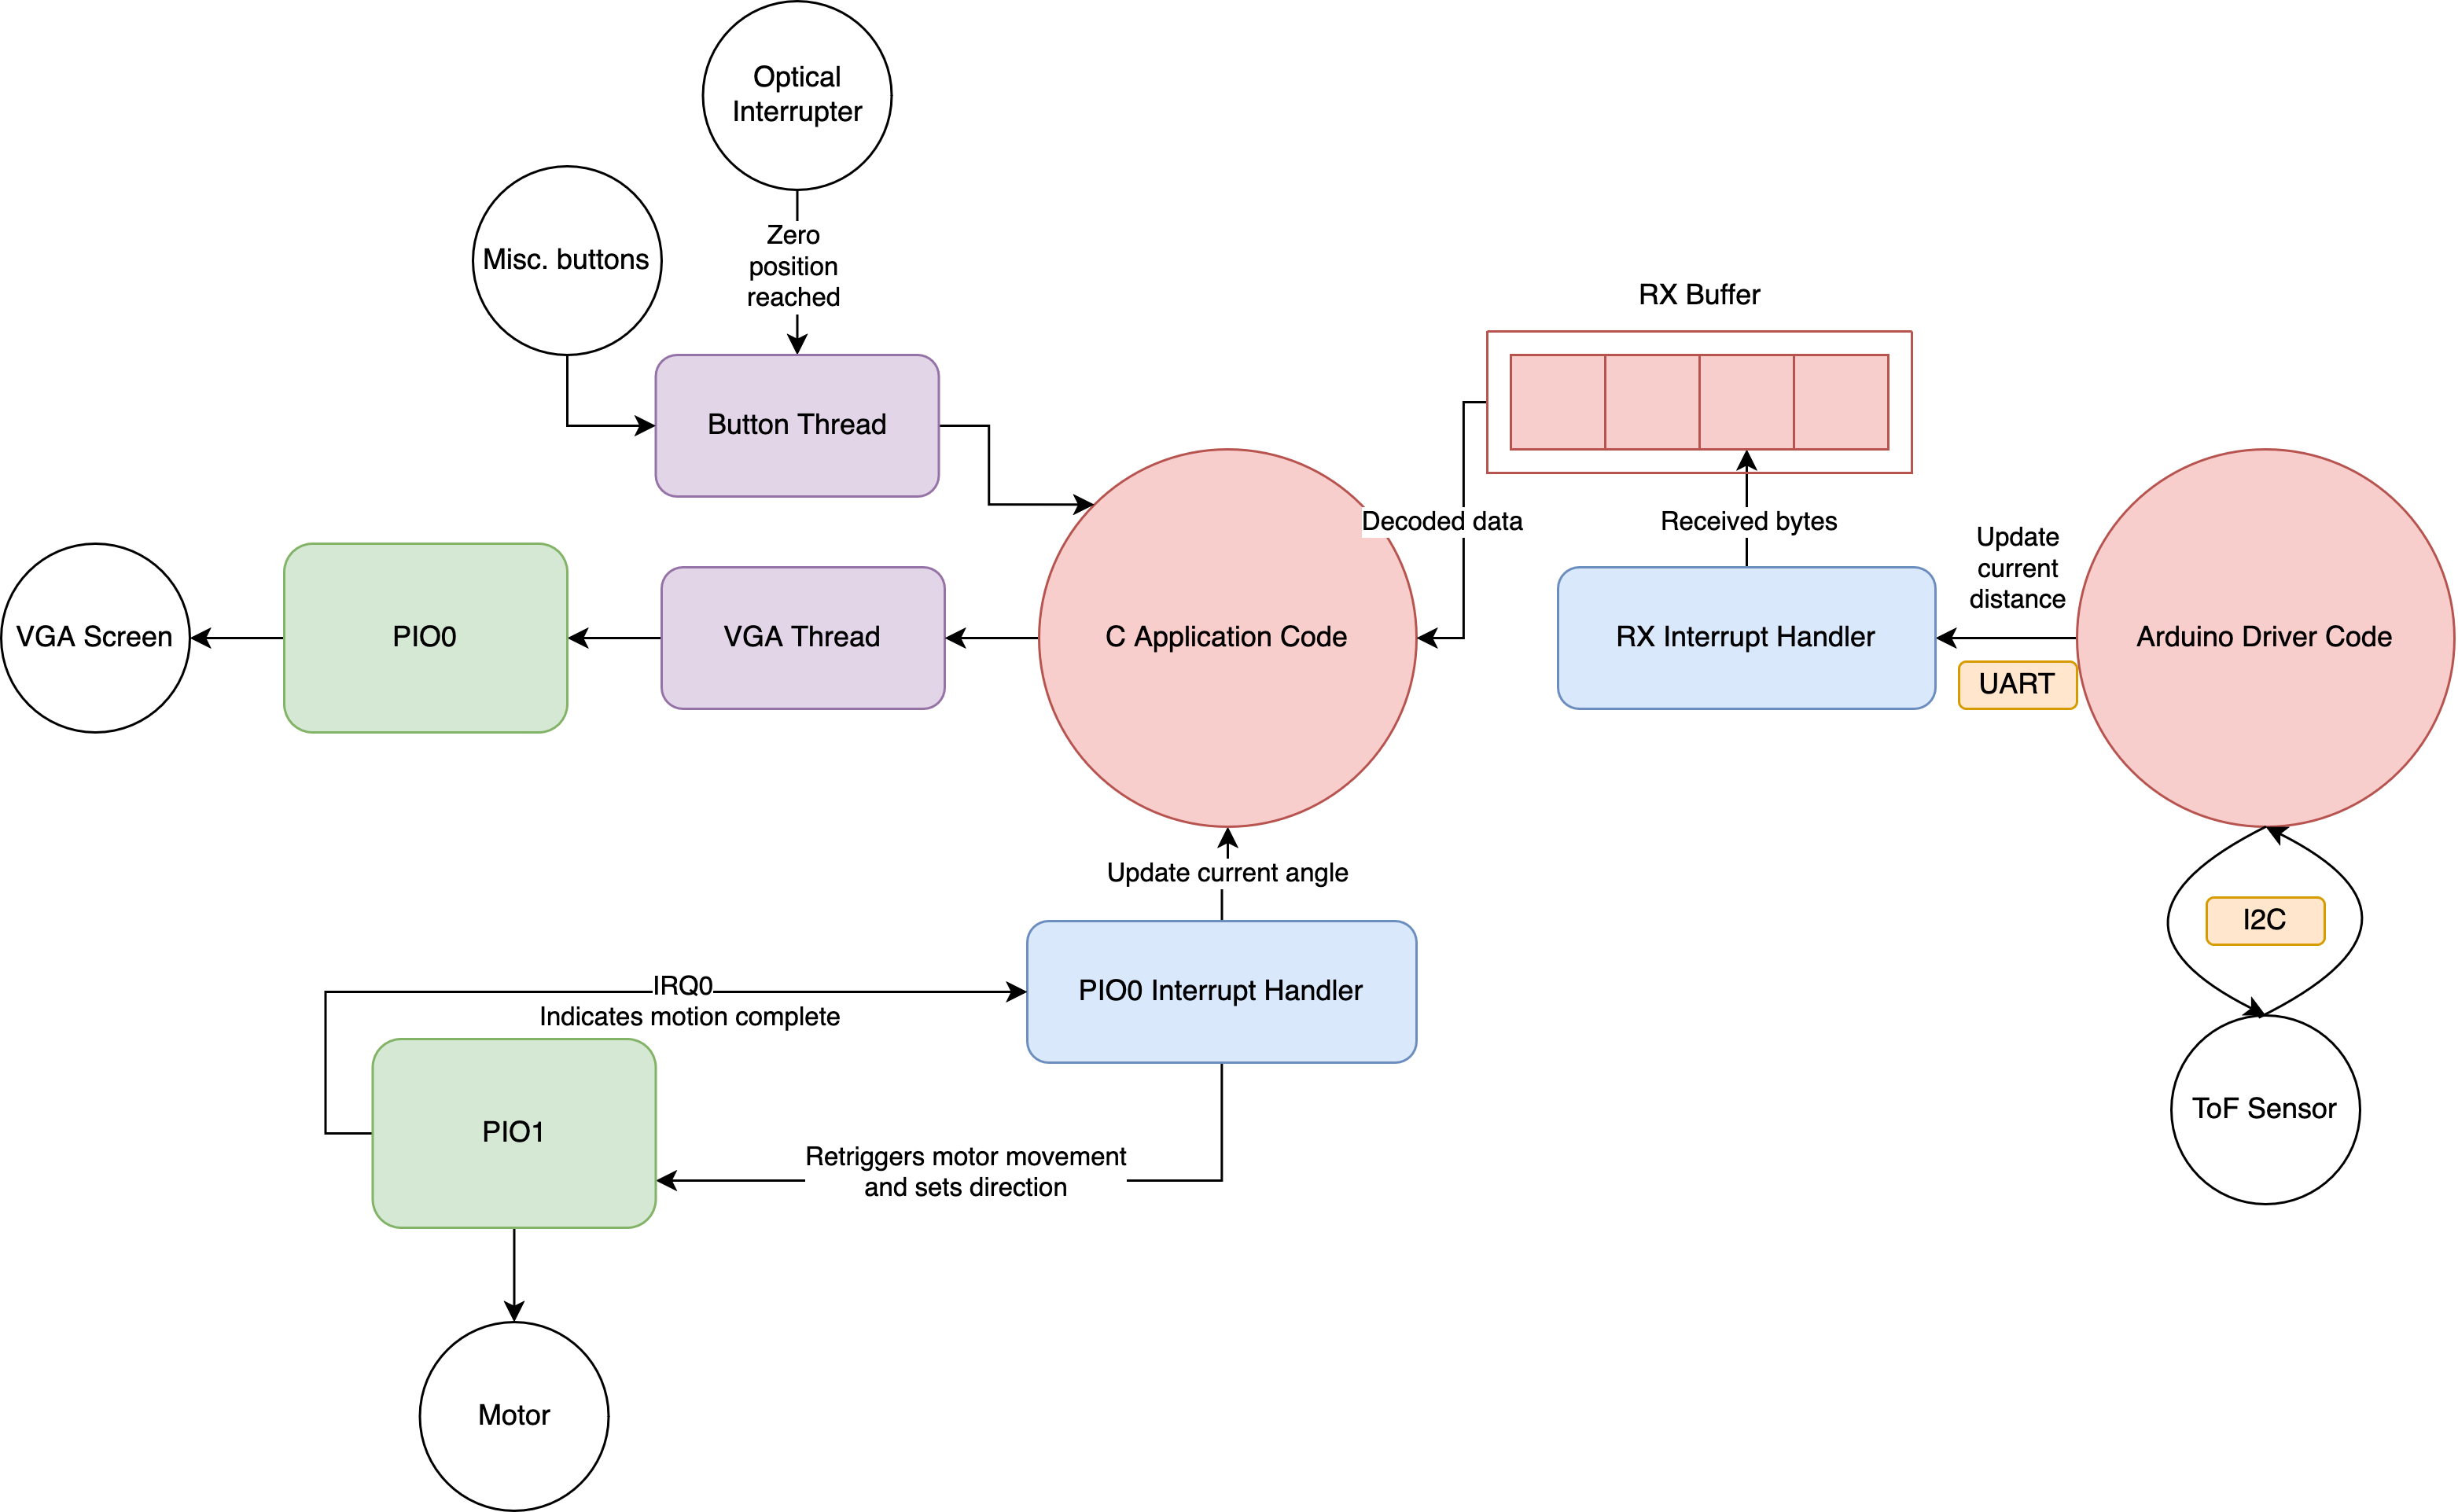 Optical
Interrupter
Misc. buttons
Zero
position
reached
RX Buffer
Button Thread
Decoded data
Received bytes
Update
current
distance
VGA Screen
PIO0
VGA Thread
C Application Code
RX Interrupt Handler
Arduino Driver Code
UART
Update current angle
I2C
IRQ0
Indicates motion complete
PIO0 Interrupt Handler
PIO1
Retriggers motor movement
and sets direction
ToF Sensor
Motor